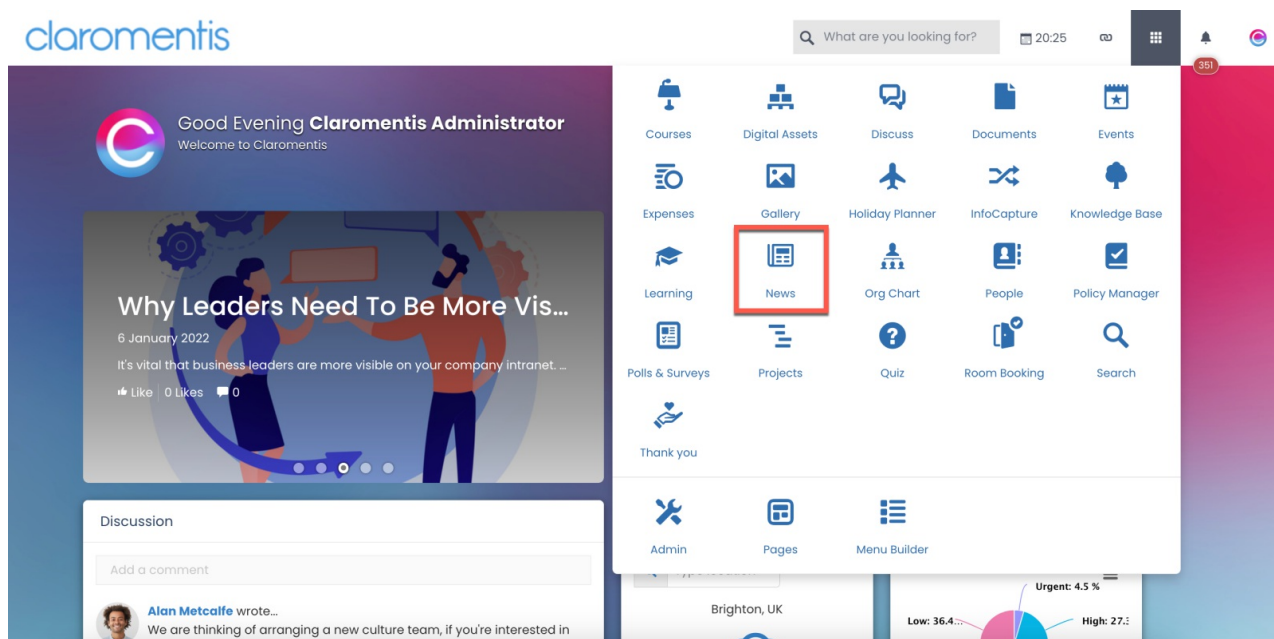 claromentis
What are you looking for?
20:25
351
Good Evening Claromentis Administrator
Welcome to Claromentis
Why Leaders Need To Be More Vis...
6 January 2022
It's vital that business leaders are more visible on your company intranet. ...
Like 0 Likes 0
Courses Digital Assets Discuss Documents Events
Expenses Gallery Holiday Planner InfoCapture Knowledge Base
Learning News Org Chart People Policy Manager
Polls & Surveys Projects Quiz Room Booking Search
Thank you
Admin Pages Menu Builder
Discussion
Add a comment
Alan Metcalfe wrote...
We are thinking of arranging a new culture team, if you're interested in
Brighton, UK
Urgent: 4.5 %
Low: 36.4... High: 27.